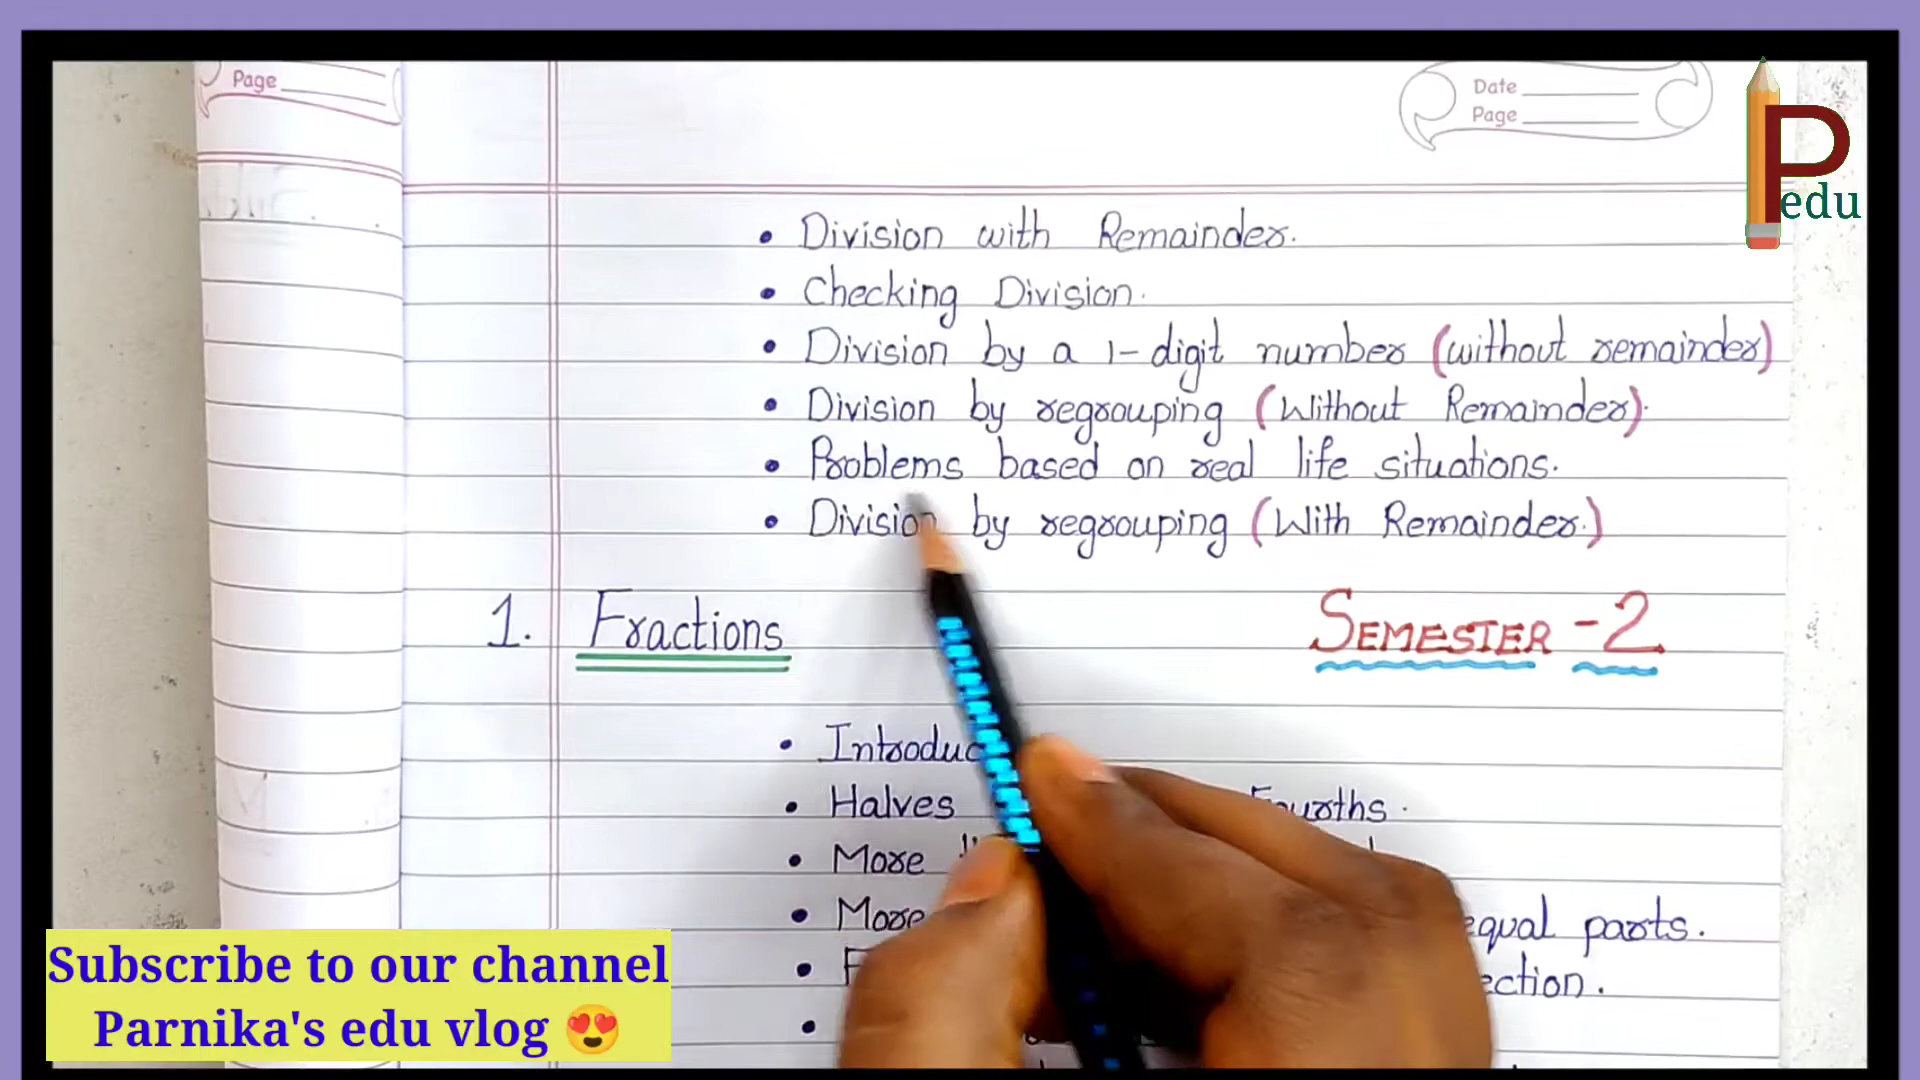 Page
Date
Page
P
edu
• Division with Remainder.
• Checking Division.
• Division by a 1-digit number (without remainder)
• Division by regrouping (Without Remainder).
• Problems based on real life situations.
• Division by regrouping (With Remainder.)
1. Fractions
SEMESTER -2
• Introduc
• Halves Fourths.
• More
• More equal parts.
• F ection.
•
Subscribe to our channel
Parnika's edu vlog 😍